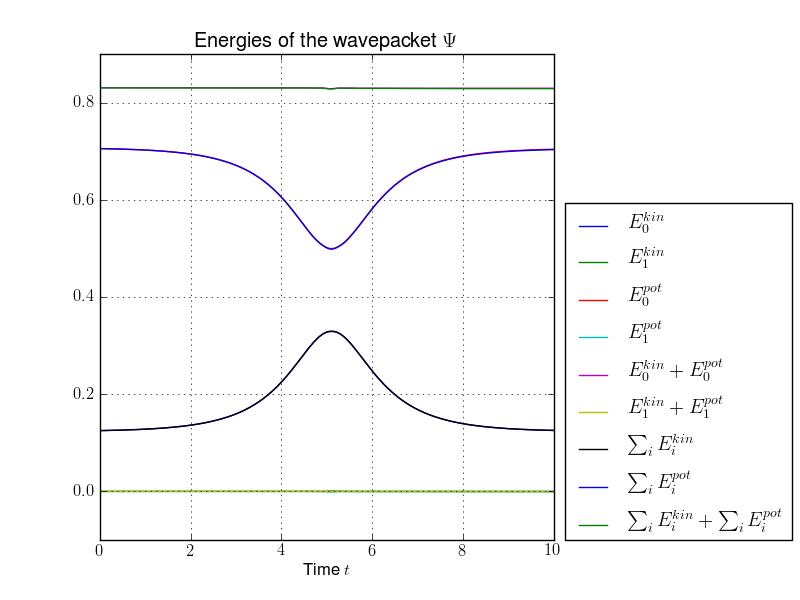 Energies of the wavepacket Ψ
0.8
0.6
0.4
0.2
0.0
0 2 4 6 8 10
Time t
E_0^{kin}
E_1^{kin}
E_0^{pot}
E_1^{pot}
E_0^{kin} + E_0^{pot}
E_1^{kin} + E_1^{pot}
∑_i E_i^{kin}
∑_i E_i^{pot}
∑_i E_i^{kin} + ∑_i E_i^{pot}